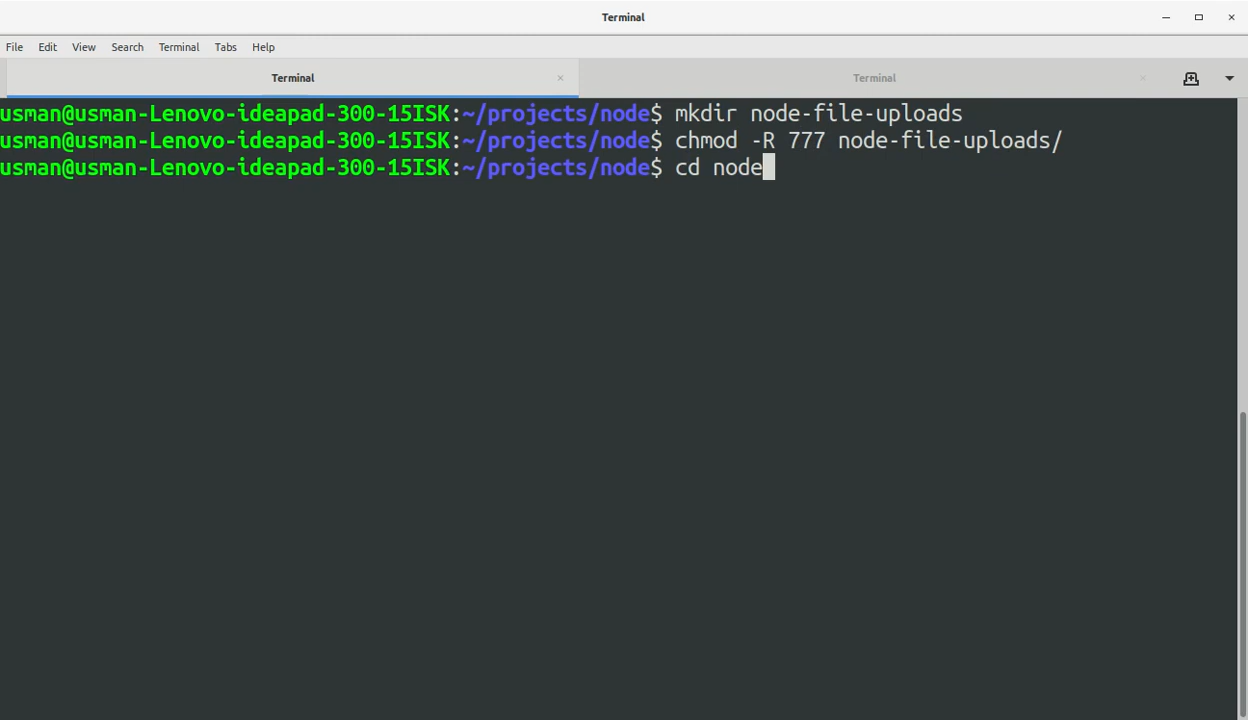 Terminal
File Edit View Search Terminal Tabs Help
Terminal Terminal
usman@usman-Lenovo-ideapad-300-15ISK:~/projects/node$ mkdir node-file-uploads
usman@usman-Lenovo-ideapad-300-15ISK:~/projects/node$ chmod -R 777 node-file-uploads/
usman@usman-Lenovo-ideapad-300-15ISK:~/projects/node$ cd node